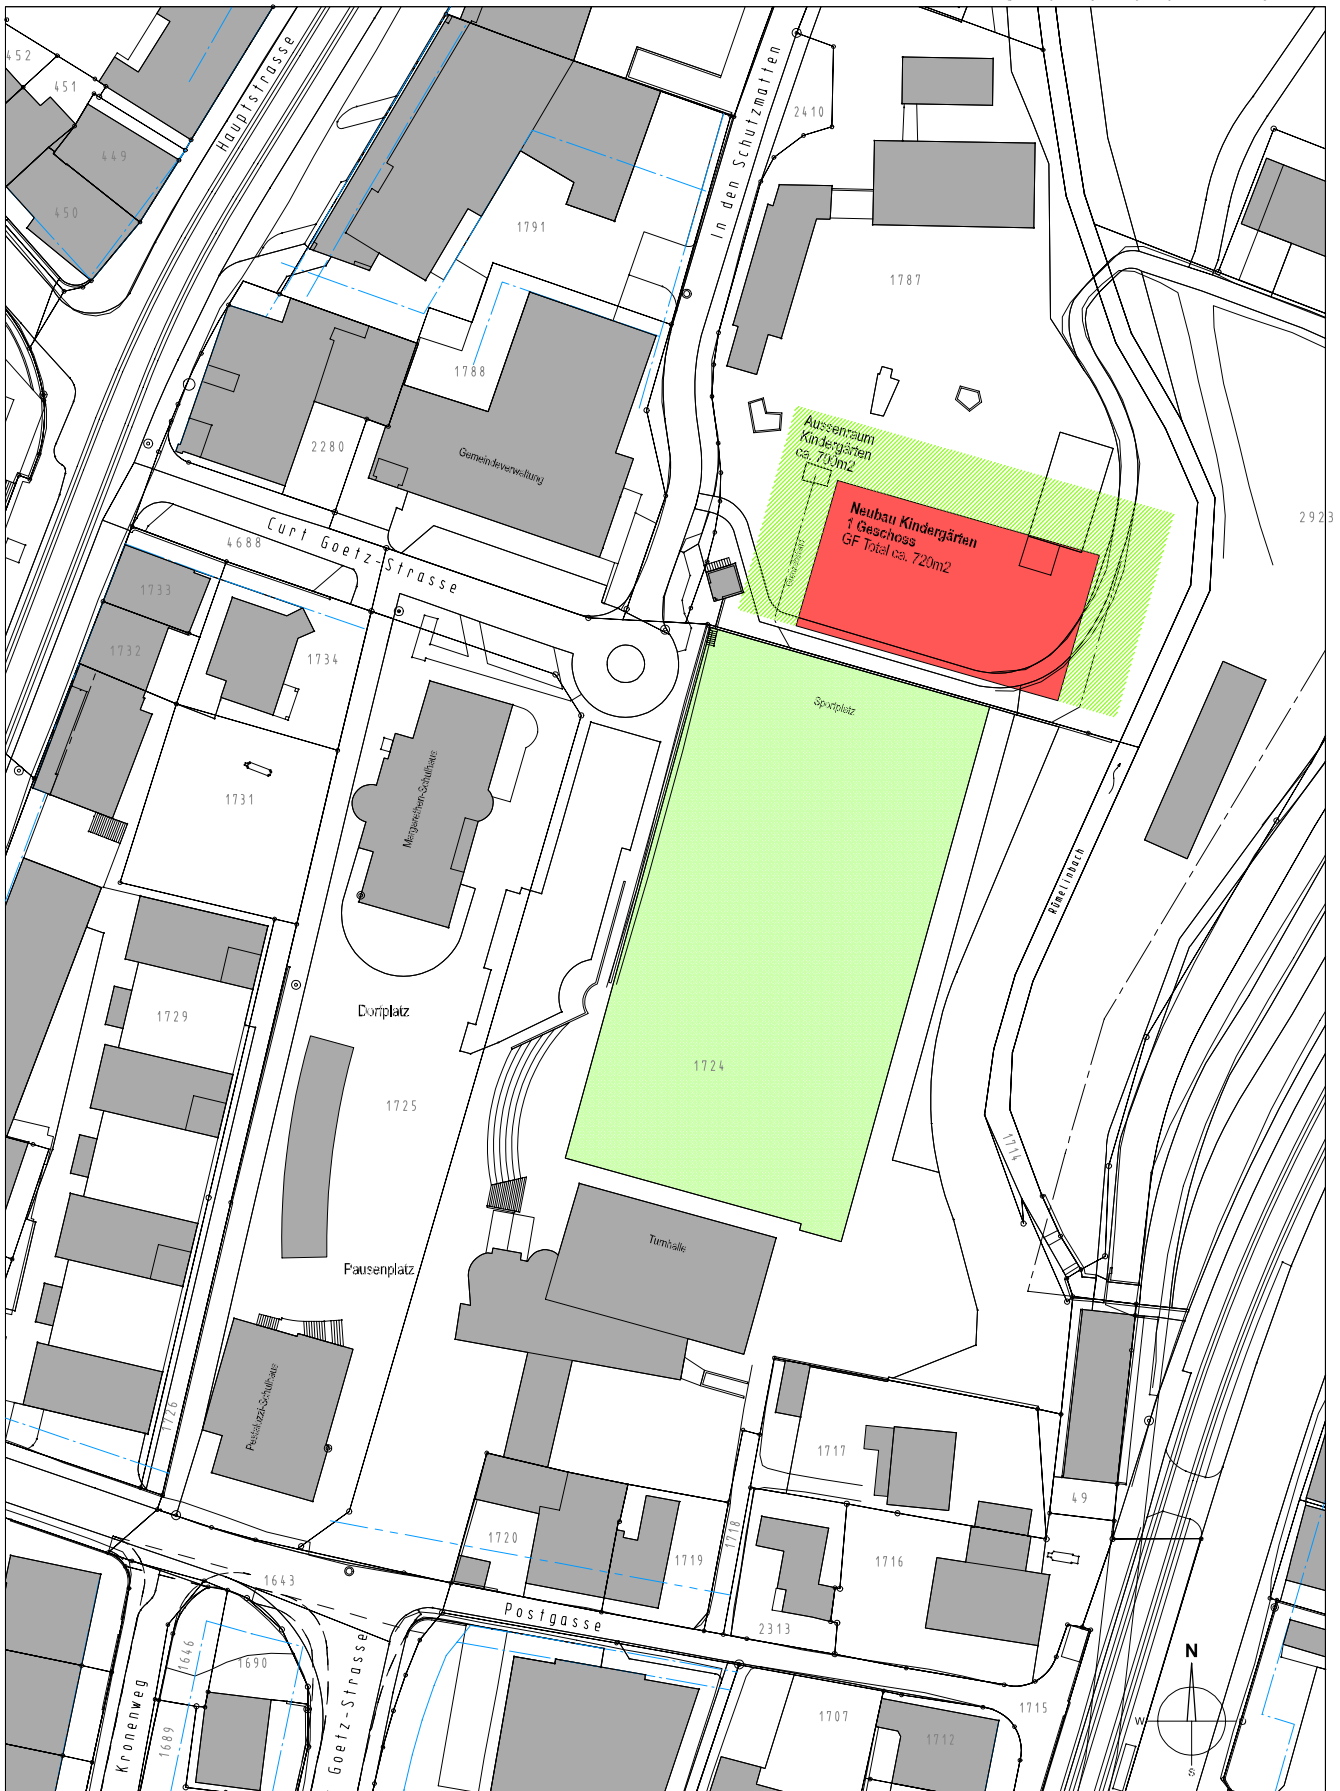 452
451
449
450
Hauptstrasse
In den Schutzmatten
2410
1791
1787
1788
2280
Gemeindeverwaltung
Aussenraum
Kindergärten
ca. 700m2
Neubau Kindergärten
1 Geschoss
GF Total ca. 720m2
2923
Curt Goetz-Strasse
4688
1733
1732
1734
1731
Margarethen-Schulhaus
Sportplatz
Rümelinbach
Dorfplatz
1729
1725
1724
1714
Turnhalle
Pausenplatz
Pestalozzi-Schulhaus
1726
1717
49
1720
1719
1718
1716
2313
1643
Postgasse
1646
1690
1689
Kronenweg
Goetz-Strasse
1707
1712
1715
N
W
S